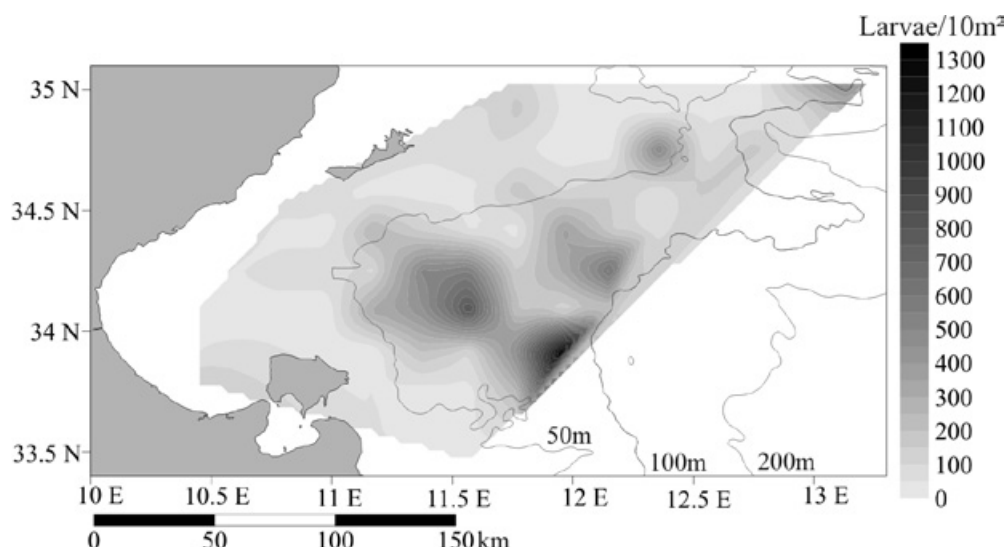 Larvae/10m²
35 N
34.5 N
34 N
33.5 N
10 E
10.5 E
11 E
11.5 E
12 E
12.5 E
13 E
50m
100m
200m
1300
1200
1100
1000
900
800
700
600
500
400
300
200
100
0
0
50
100
150km